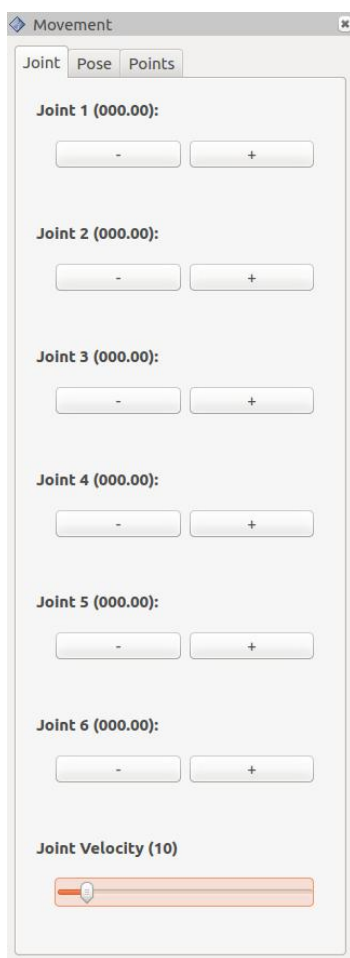 Movement
Joint Pose Points
Joint 1 (000.00):
- +
Joint 2 (000.00):
- +
Joint 3 (000.00):
- +
Joint 4 (000.00):
- +
Joint 5 (000.00):
- +
Joint 6 (000.00):
- +
Joint Velocity (10)